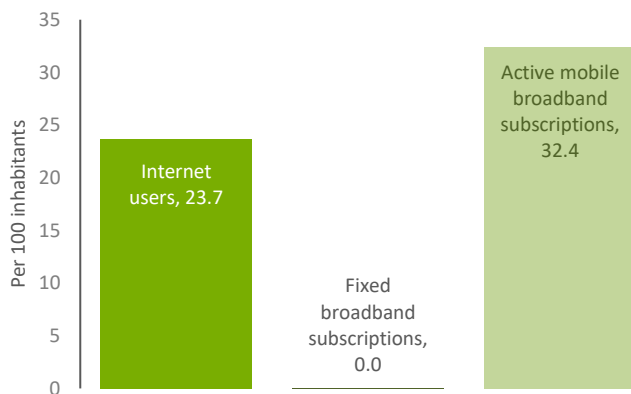 35
30
25
20
15
10
5
0
Per 100 inhabitants
Internet
users, 23.7
Fixed
broadband
subscriptions,
0.0
Active mobile
broadband
subscriptions,
32.4